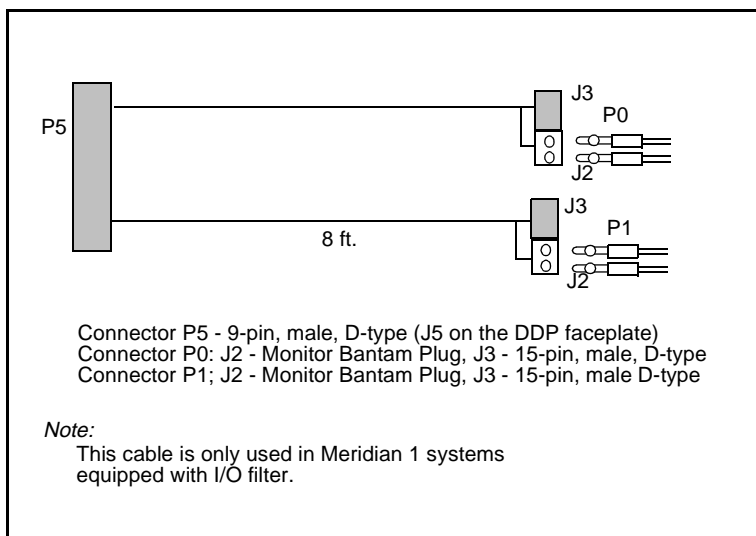 J3
P0
P5
J2
J3
P1
8 ft.
J2
Connector P5 - 9-pin, male, D-type (J5 on the DDP faceplate)
Connector P0: J2 - Monitor Bantam Plug, J3 - 15-pin, male, D-type
Connector P1; J2 - Monitor Bantam Plug, J3 - 15-pin, male D-type
Note:
This cable is only used in Meridian 1 systems
equipped with I/O filter.